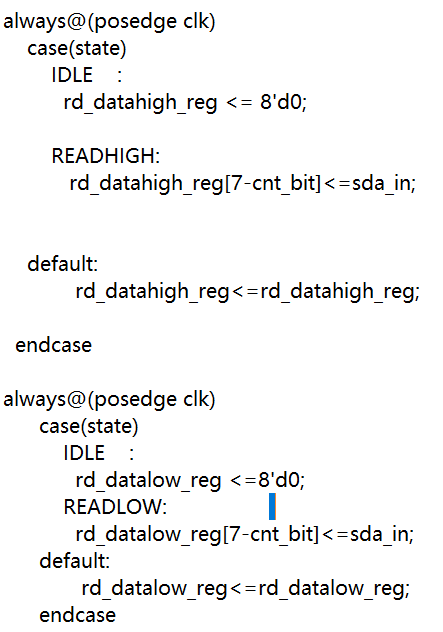 always@(posedge clk)
case(state)
IDLE :
rd_datahigh_reg <= 8'd0;
READHIGH:
rd_datahigh_reg[7-cnt_bit]<=sda_in;
default:
rd_datahigh_reg<=rd_datahigh_reg;
endcase
always@(posedge clk)
case(state)
IDLE :
rd_datalow_reg <=8'd0;
READLOW:
rd_datalow_reg[7-cnt_bit]<=sda_in;
default:
rd_datalow_reg<=rd_datalow_reg;
endcase